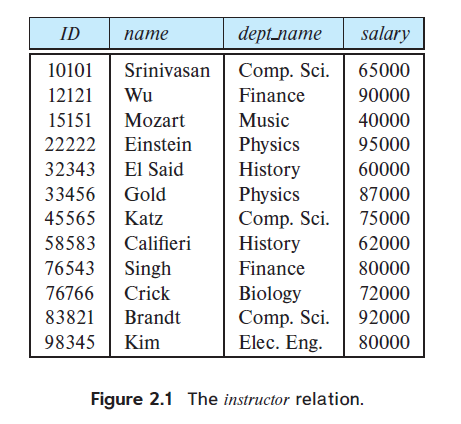 ID name dept_name salary
10101 Srinivasan Comp. Sci. 65000
12121 Wu Finance 90000
15151 Mozart Music 40000
22222 Einstein Physics 95000
32343 El Said History 60000
33456 Gold Physics 87000
45565 Katz Comp. Sci. 75000
58583 Califieri History 62000
76543 Singh Finance 80000
76766 Crick Biology 72000
83821 Brandt Comp. Sci. 92000
98345 Kim Elec. Eng. 80000
Figure 2.1 The instructor relation.